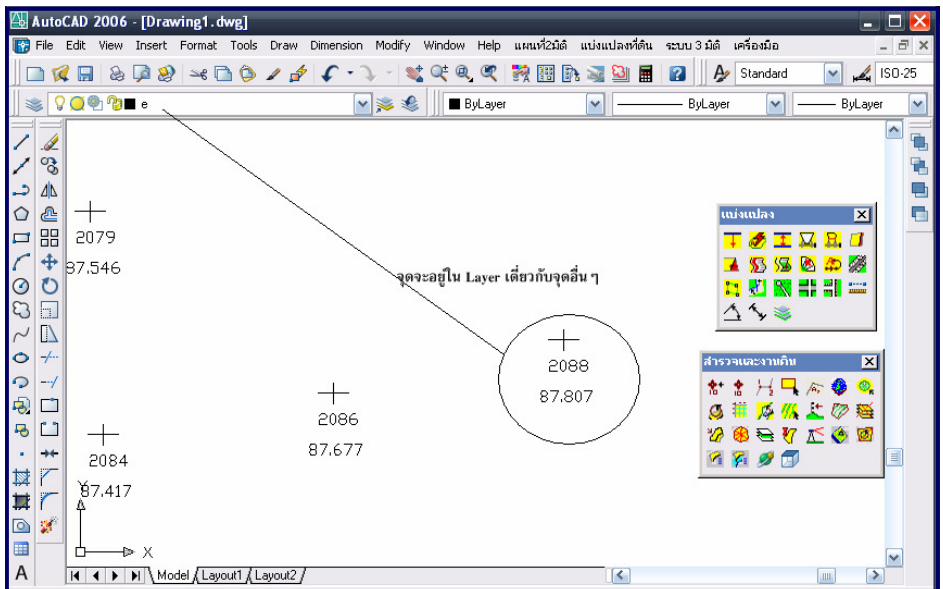 AutoCAD 2006 - [Drawing1.dwg]
File Edit View Insert Format Tools Draw Dimension Modify Window Help แผนที่2มิติ แบ่งแปลงที่ดิน ระบบ 3 มิติ เครื่องมือ
Standard ISO-25
e ByLayer ByLayer ByLayer
2079
87.546
จุดจะอยู่ใน Layer เดี่ยวกับจุดอื่น ๆ
แบ่งแปลง
สำรวจและงานดิน
2088
87.807
2086
87.677
2084
87.417
Y
X
A
Model Layout1 Layout2